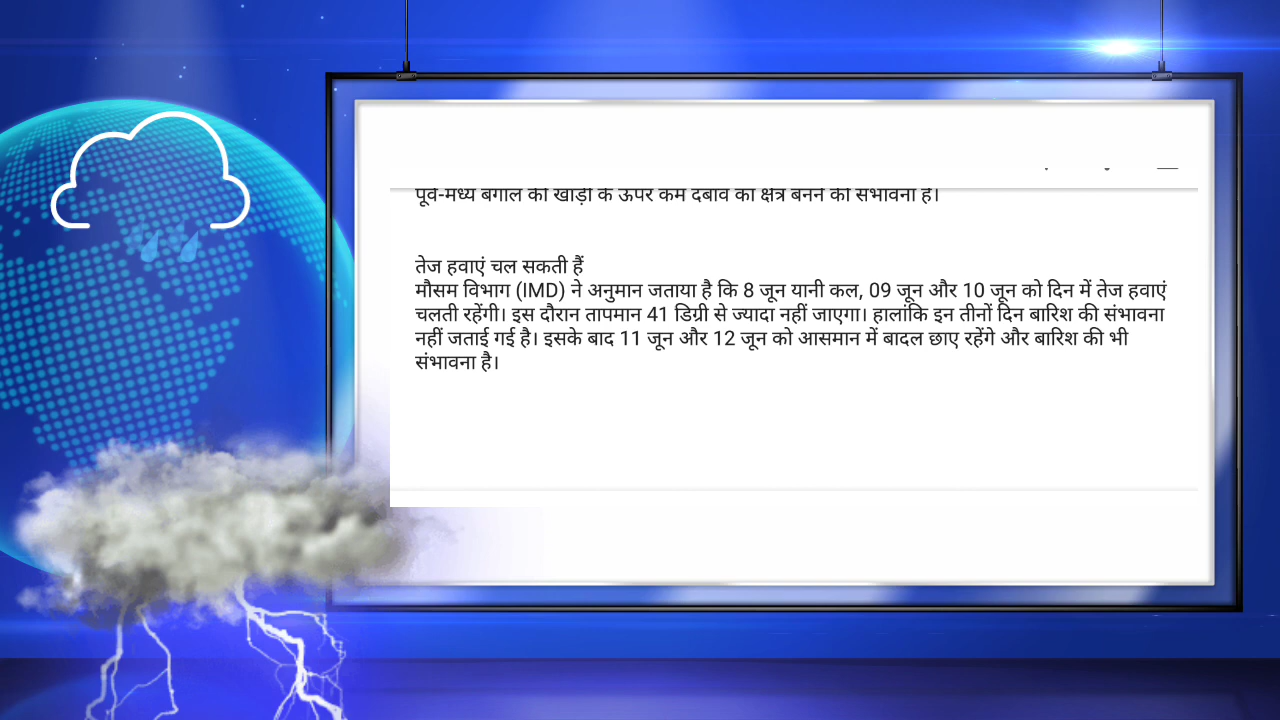 पूर्व-मध्य बंगाल की खाड़ी के ऊपर कम दबाव का क्षेत्र बनने की संभावना है।
तेज हवाएं चल सकती हैं
मौसम विभाग (IMD) ने अनुमान जताया है कि 8 जून यानी कल, 09 जून और 10 जून को दिन में तेज हवाएं
चलती रहेंगी। इस दौरान तापमान 41 डिग्री से ज्यादा नहीं जाएगा। हालांकि इन तीनों दिन बारिश की संभावना
नहीं जताई गई है। इसके बाद 11 जून और 12 जून को आसमान में बादल छाए रहेंगे और बारिश की भी
संभावना है।